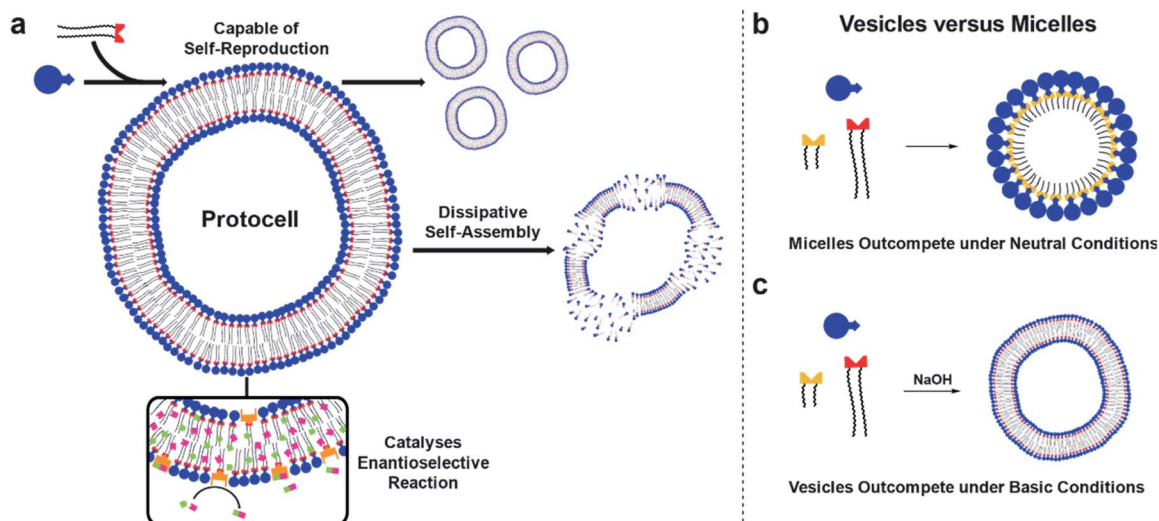 a
Capable of
Self-Reproduction
Protocell
Dissipative
Self-Assembly
Catalyses
Enantioselective
Reaction
b
Vesicles versus Micelles
Micelles Outcompete under Neutral Conditions
c
NaOH
Vesicles Outcompete under Basic Conditions